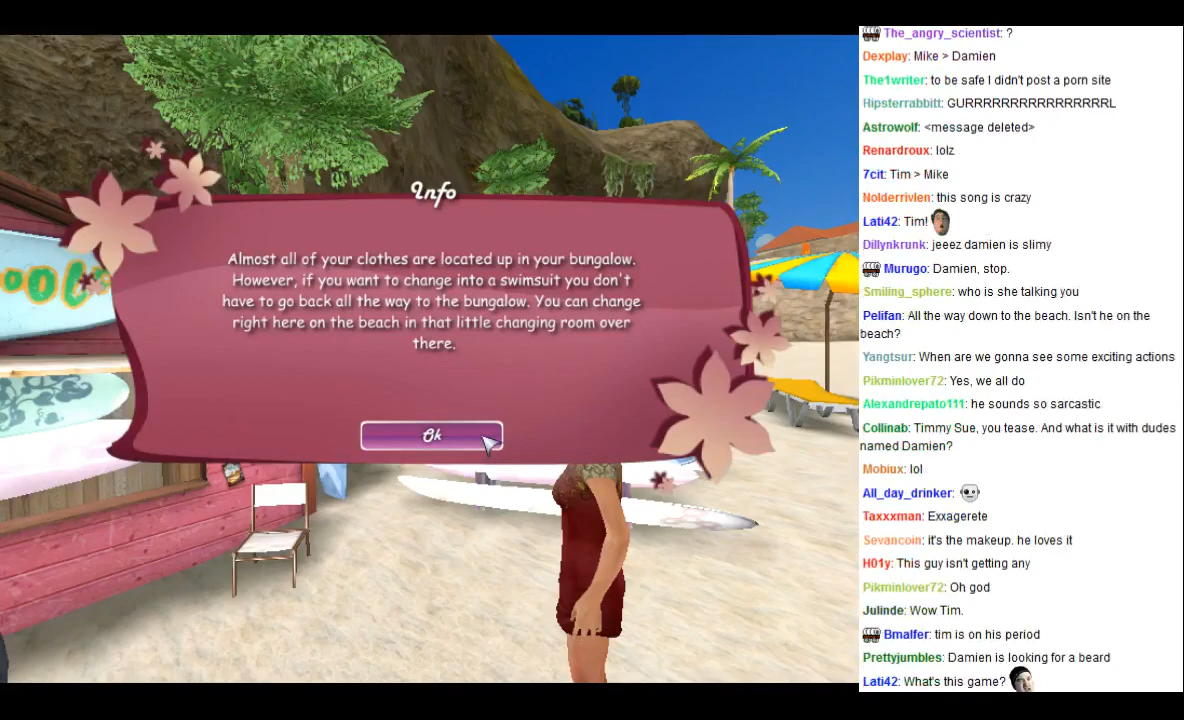 Info
Almost all of your clothes are located up in your bungalow.
However, if you want to change into a swimsuit you don't
have to go back all the way to the bungalow. You can change
right here on the beach in that little changing room over
there.
Ok
The_angry_scientist: ?
Dexplay: Mike > Damien
The1writer: to be safe I didn't post a porn site
Hipsterrabbitt: GURRRRRRRRRRRRRRRRL
Astrowolf: <message deleted>
Renardroux: lolz
7cit: Tim > Mike
Nolderrivlen: this song is crazy
Lati42: Tim!
Dillynkrunk: jeeez damien is slimy
Murugo: Damien, stop.
Smiling_sphere: who is she talking you
Pelifan: All the way down to the beach. Isn't he on the
beach?
Yangtsur: When are we gonna see some exciting actions
Pikminlover72: Yes, we all do
Alexandrepato111: he sounds so sarcastic
Collinab: Timmy Sue, you tease. And what is it with dudes
named Damien?
Mobiux: lol
All_day_drinker:
Taxxxman: Exxagerete
Sevancoin: it's the makeup. he loves it
H01y: This guy isn't getting any
Pikminlover72: Oh god
Julinde: Wow Tim.
Bmalfer: tim is on his period
Prettyjumbles: Damien is looking for a beard
Lati42: What's this game?